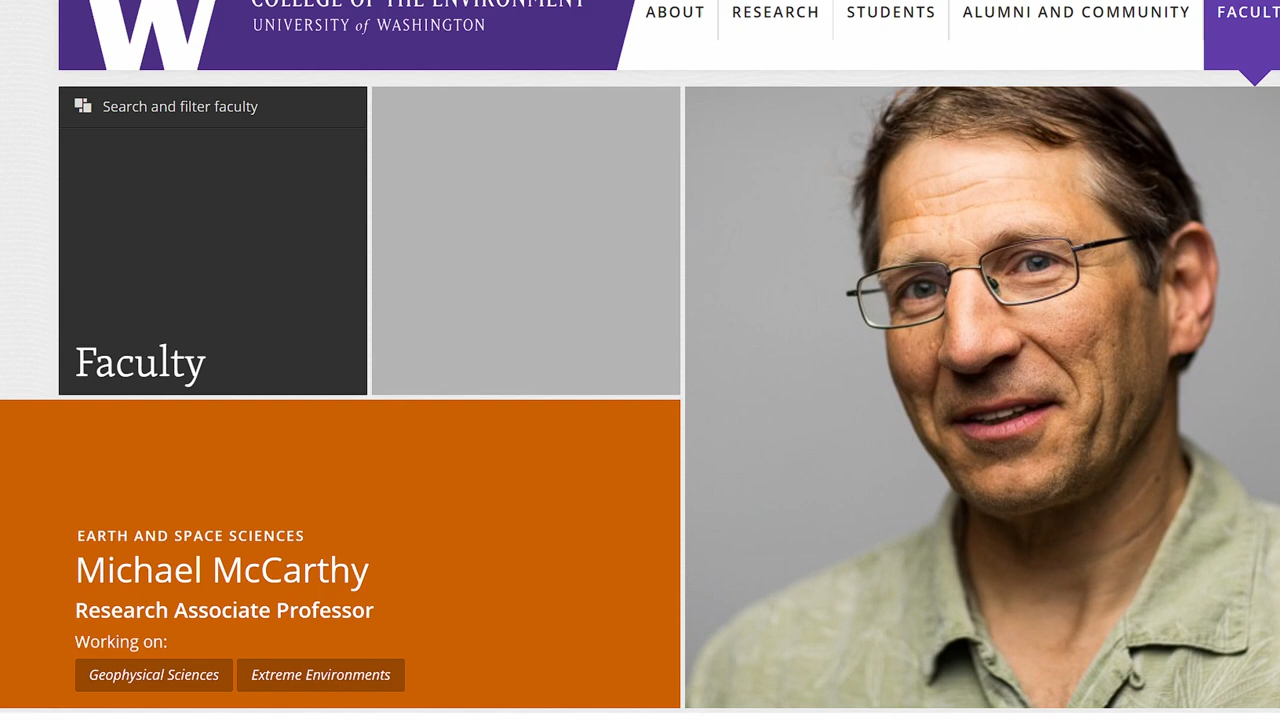 COLLEGE OF THE ENVIRONMENT
UNIVERSITY of WASHINGTON
ABOUT
RESEARCH
STUDENTS
ALUMNI AND COMMUNITY
Search and filter faculty
Faculty
EARTH AND SPACE SCIENCES
Michael McCarthy
Research Associate Professor
Working on:
Geophysical Sciences
Extreme Environments